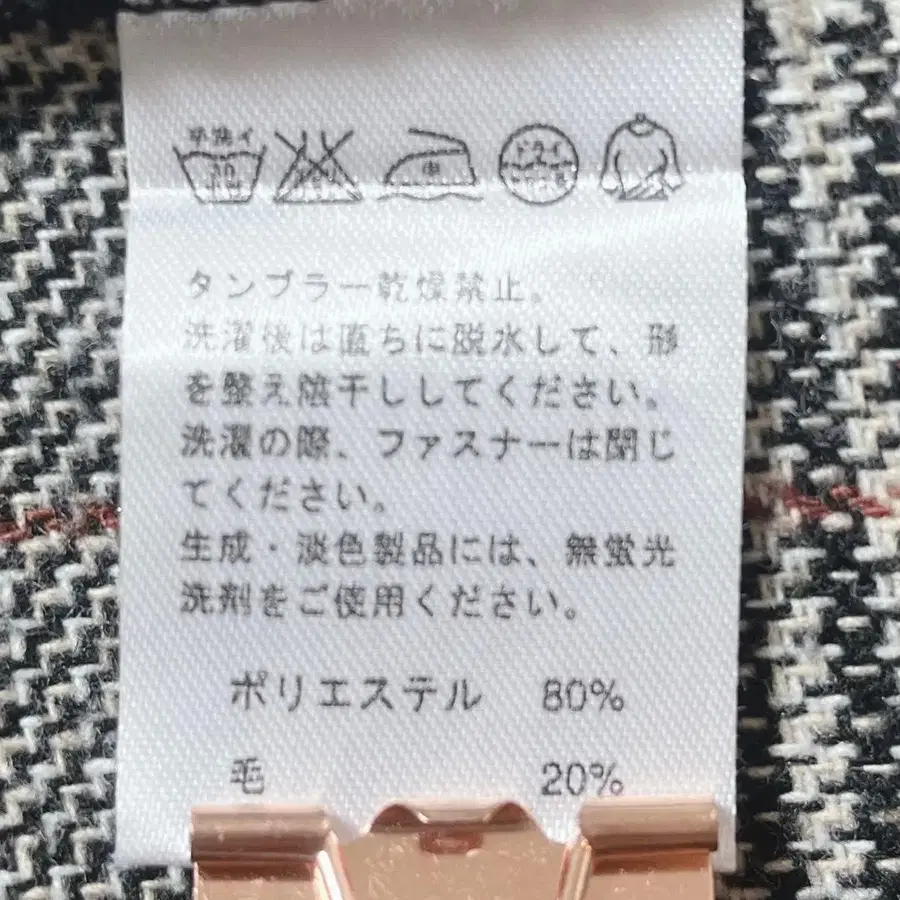 手洗イ
30
中
ドライ
タンブラー乾燥禁止。
洗濯後は直ちに脱水して、形
を整え陰干ししてください。
洗濯の際、ファスナーは閉じ
てください。
生成・淡色製品には、無蛍光
洗剤をご使用ください。
ポリエステル 80%
毛 20%